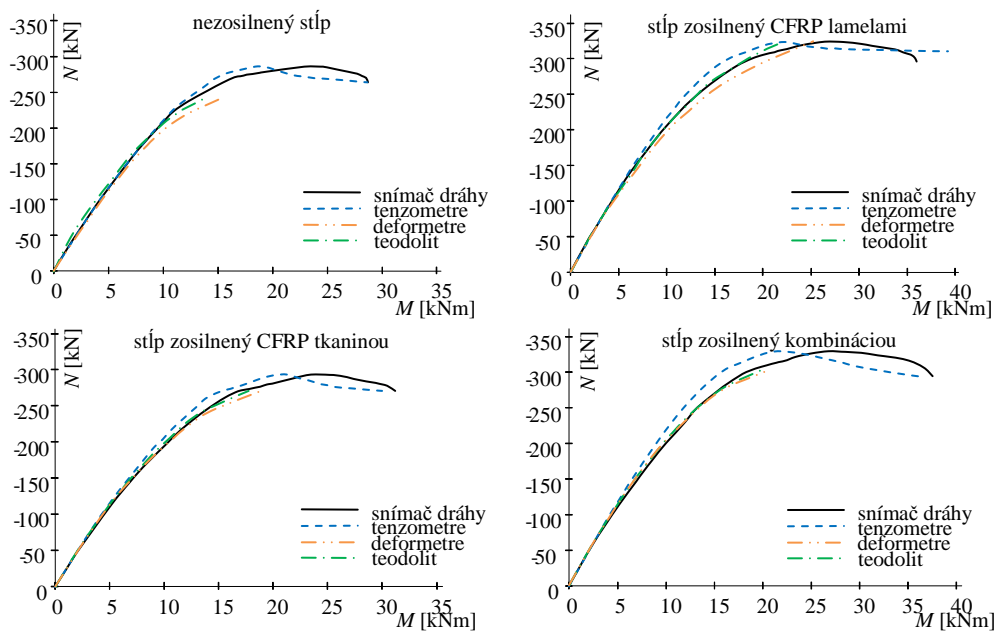 nezosilnený stĺp
N [kN]
-350
-300
-250
-200
-150
-100
-50
0
snímač dráhy
tenzometre
deformetre
teodolit
0 5 10 15 20 25 30 35
M [kNm]
stĺp zosilnený CFRP lamelami
N [kN]
-350
-300
-250
-200
-150
-100
-50
0
snímač dráhy
tenzometre
deformetre
teodolit
0 5 10 15 20 25 30 35 40
M [kNm]
stĺp zosilnený CFRP tkaninou
N [kN]
-350
-300
-250
-200
-150
-100
-50
0
snímač dráhy
tenzometre
deformetre
teodolit
0 5 10 15 20 25 30 35
M [kNm]
stĺp zosilnený kombináciou
N [kN]
-350
-300
-250
-200
-150
-100
-50
0
snímač dráhy
tenzometre
deformetre
teodolit
0 5 10 15 20 25 30 35 40
M [kNm]